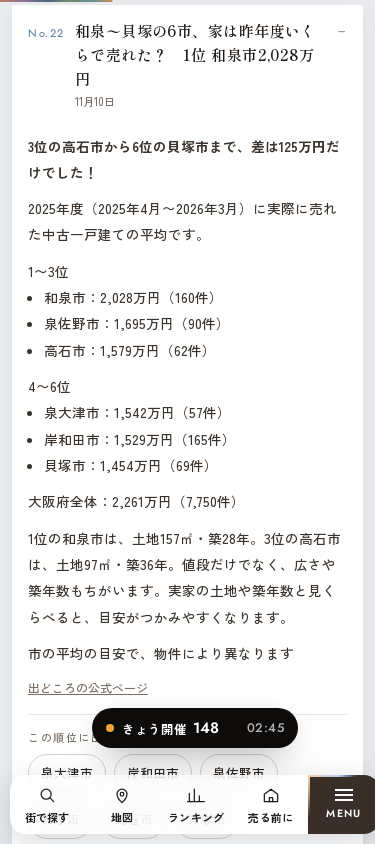 No.22 和泉〜貝塚の6市、家は昨年度いく
らで売れた？　1位 和泉市2,028万
円
11月10日
3位の高石市から6位の貝塚市まで、差は125万円だ
けでした！
2025年度（2025年4月〜2026年3月）に実際に売れ
た中古一戸建ての平均です。
1〜3位
• 和泉市：2,028万円（160件）
• 泉佐野市：1,695万円（90件）
• 高石市：1,579万円（62件）
4〜6位
• 泉大津市：1,542万円（57件）
• 岸和田市：1,529万円（165件）
• 貝塚市：1,454万円（69件）
大阪府全体：2,261万円（7,750件）
1位の和泉市は、土地157㎡・築28年。3位の高石市
は、土地97㎡・築36年。値段だけでなく、広さや
築年数もちがいます。実家の土地や築年数と見く
らべると、目安がつかみやすくなります。
市の平均の目安で、物件により異なります
出どころの公式ページ
この順位に
きょう開催 148 02:45
泉大津市 岸和田市 泉佐野市
街で探す 地図 ランキング 売る前に MENU